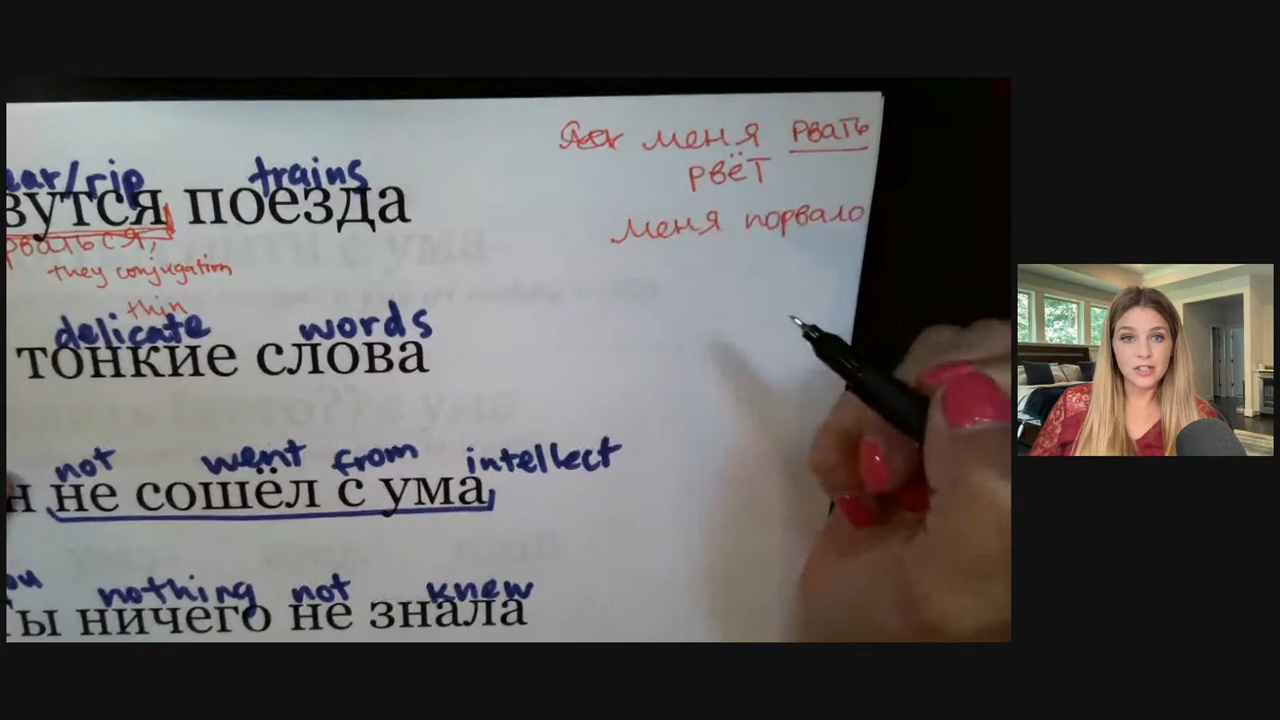 меня рвать
рвёт
меня порвало
ear/rip trains
вутся поезда
рваться,
they conjugation
thin
delicate words
тонкие слова
not went from intellect
н не сошёл с ума
ou nothing not knew
ты ничего не знала